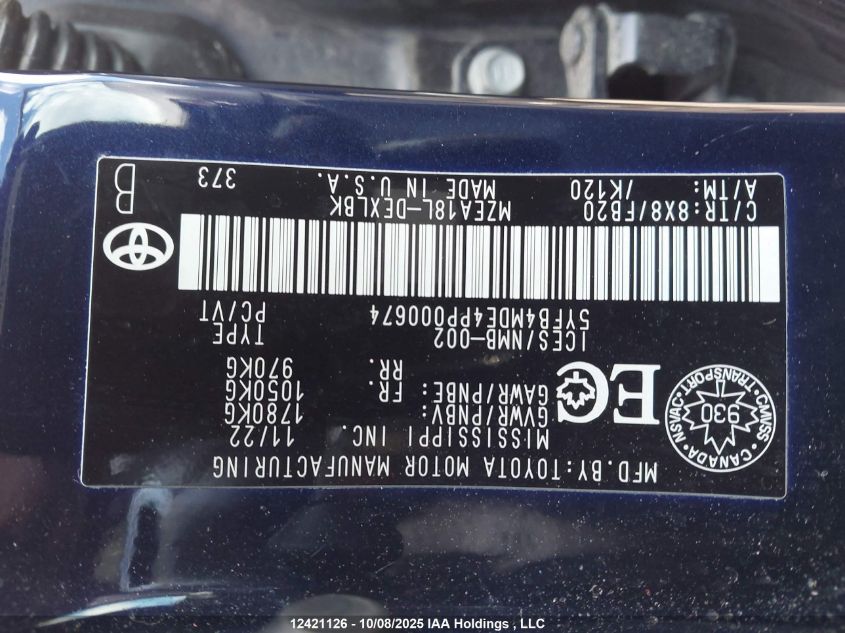 MFD. BY: TOYOTA MOTOR MANUFACTURING
MISSISSIPPI INC. 11/22
GVWR/PNBV: 1780KG
GAWR/PNBE: FR. 1050KG
RR. 970KG
EC
CANADA
TRANSPORT
NSVAC
CMVSS
930
ICES/NMB-002 TYPE
5YFB4MDE4PP000674 PC/VT
C/TR:8X8/FB20 MZEA18L-DEXLBK
A/TM: /K120 MADE IN U.S.A. 373
B
12421126 - 10/08/2025 IAA Holdings , LLC